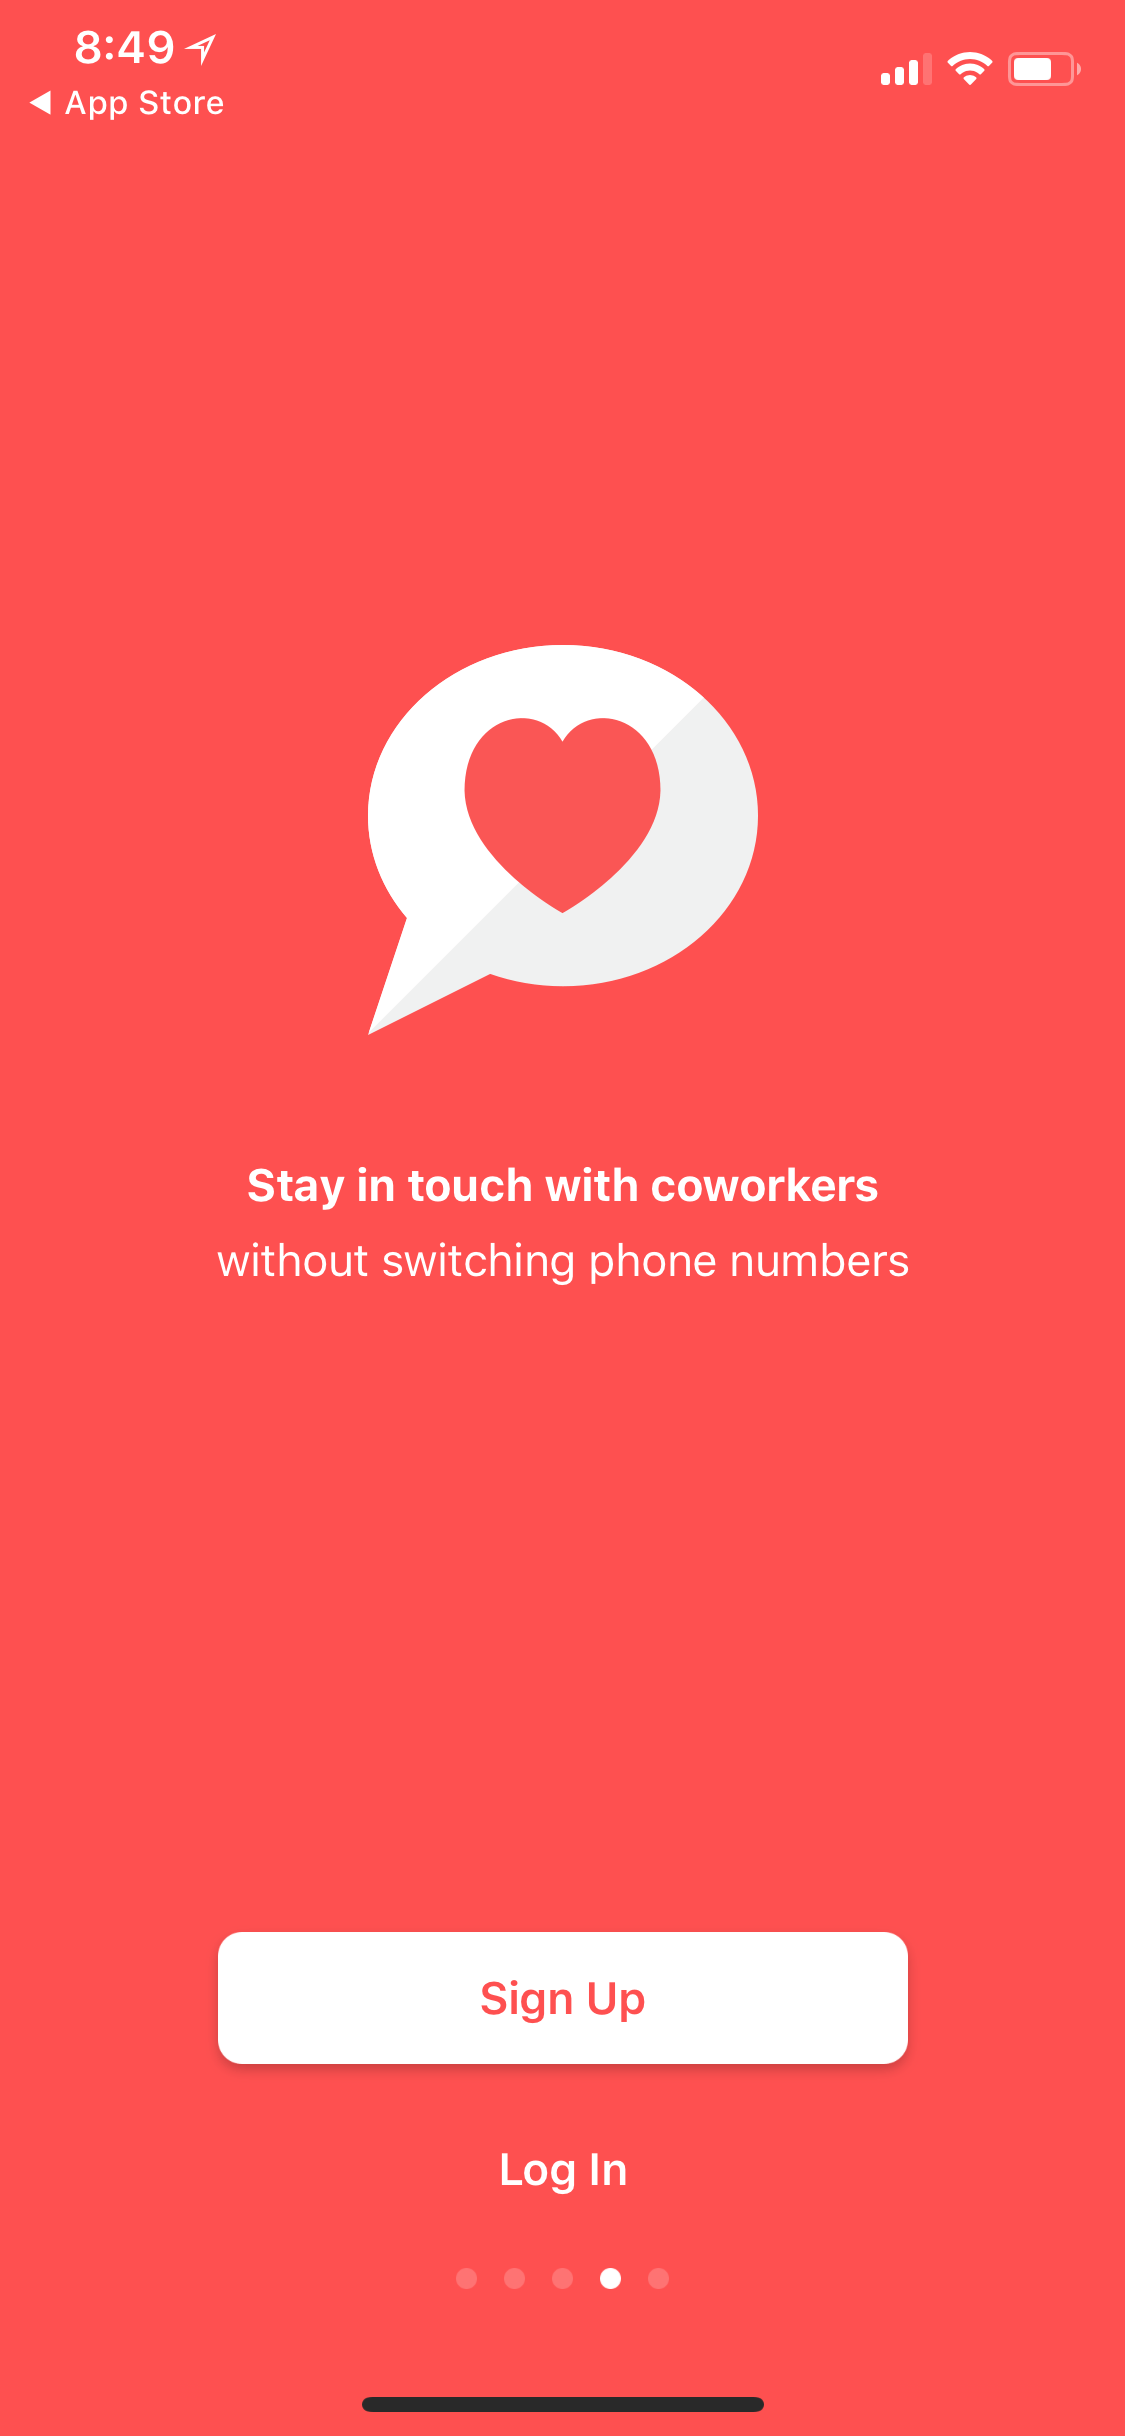 8:49
App Store
Stay in touch with coworkers
without switching phone numbers
Sign Up
Log In